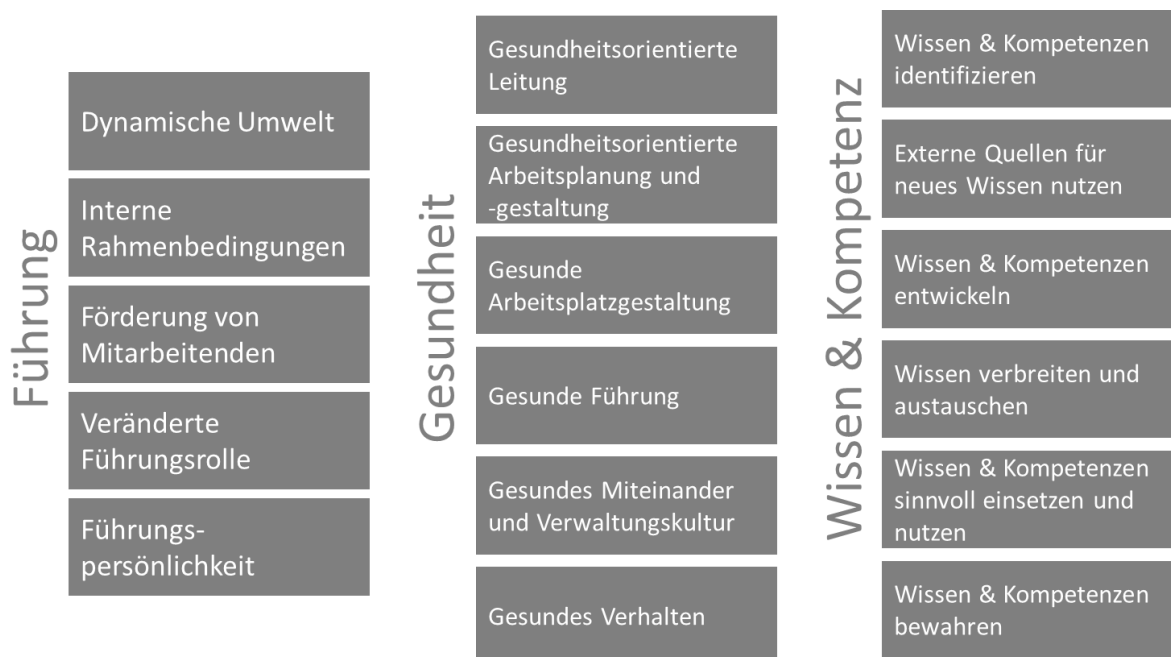 Führung
Dynamische Umwelt
Interne
Rahmenbedingungen
Förderung von
Mitarbeitenden
Veränderte
Führungsrolle
Führungs-
persönlichkeit
Gesundheit
Gesundheitsorientierte
Leitung
Gesundheitsorientierte
Arbeitsplanung und
-gestaltung
Gesunde
Arbeitsplatzgestaltung
Gesunde Führung
Gesundes Miteinander
und Verwaltungskultur
Gesundes Verhalten
Wissen & Kompetenz
Wissen & Kompetenzen
identifizieren
Externe Quellen für
neues Wissen nutzen
Wissen & Kompetenzen
entwickeln
Wissen verbreiten und
austauschen
Wissen & Kompetenzen
sinnvoll einsetzen und
nutzen
Wissen & Kompetenzen
bewahren